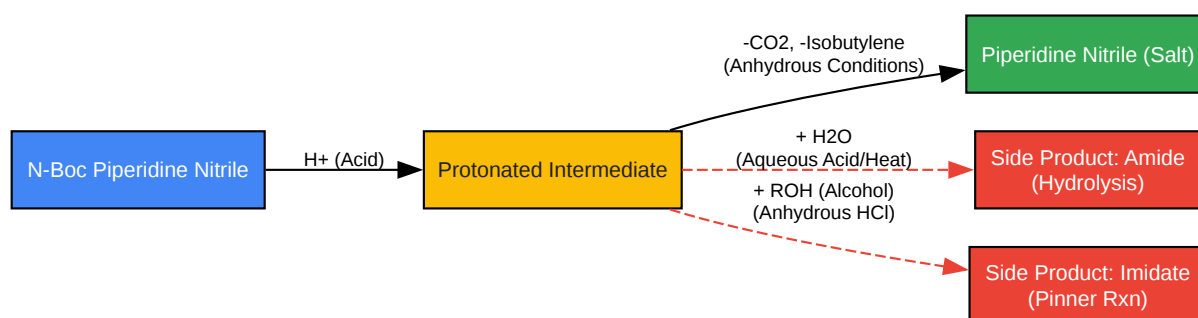 N-Boc Piperidine Nitrile
H+ (Acid)
Protonated Intermediate
-CO2, -Isobutylene
(Anhydrous Conditions)
Piperidine Nitrile (Salt)
+ H2O
(Aqueous Acid/Heat)
Side Product: Amide
(Hydrolysis)
+ ROH (Alcohol)
(Anhydrous HCl)
Side Product: Imidate
(Pinner Rxn)